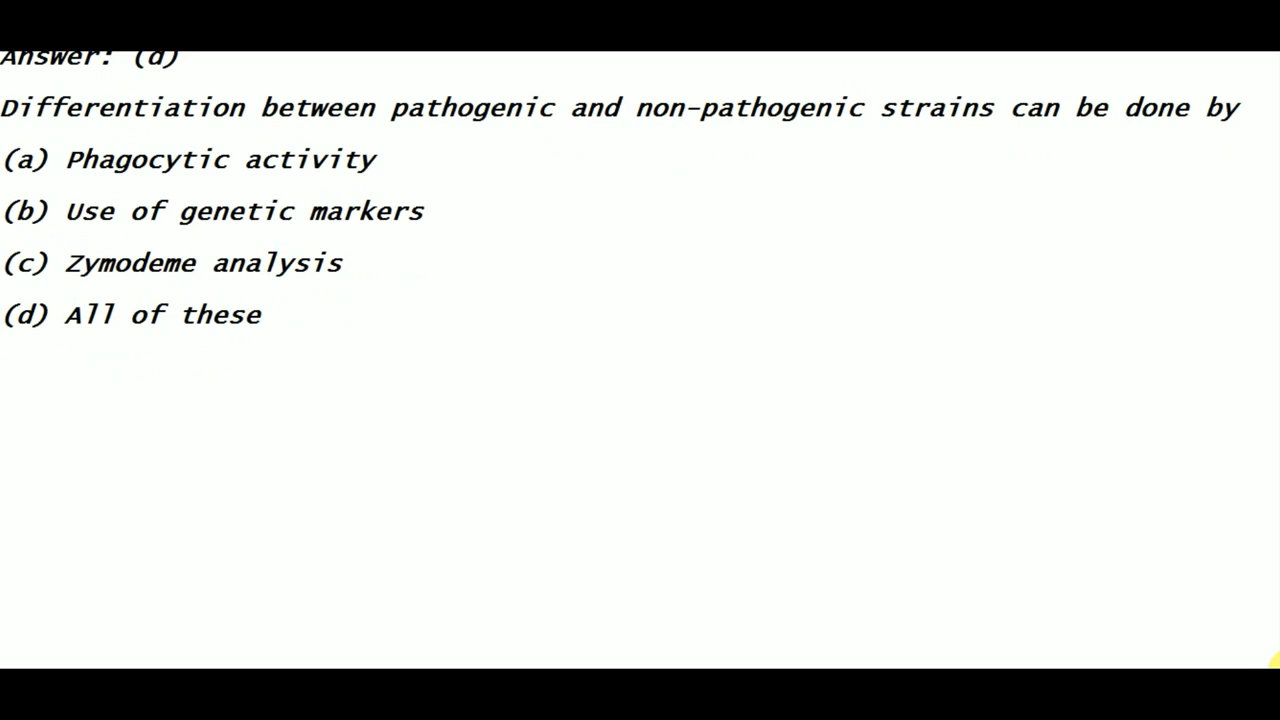 Answer: (d)
Differentiation between pathogenic and non-pathogenic strains can be done by
(a) Phagocytic activity
(b) Use of genetic markers
(c) Zymodeme analysis
(d) All of these